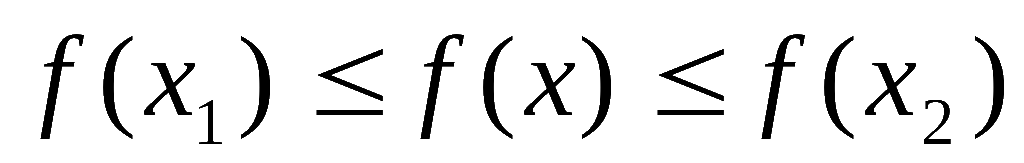 f(x₁) ≤ f(x) ≤ f(x₂)